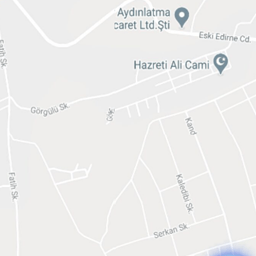 Aydınlatma
caret Ltd.Şti
Eski Edirne Cd.
Hazreti Ali Cami
Fatih Sk
Görgülü Sk
Kand
Fatih Sk
Kaledibi Sk
Serkan Sk